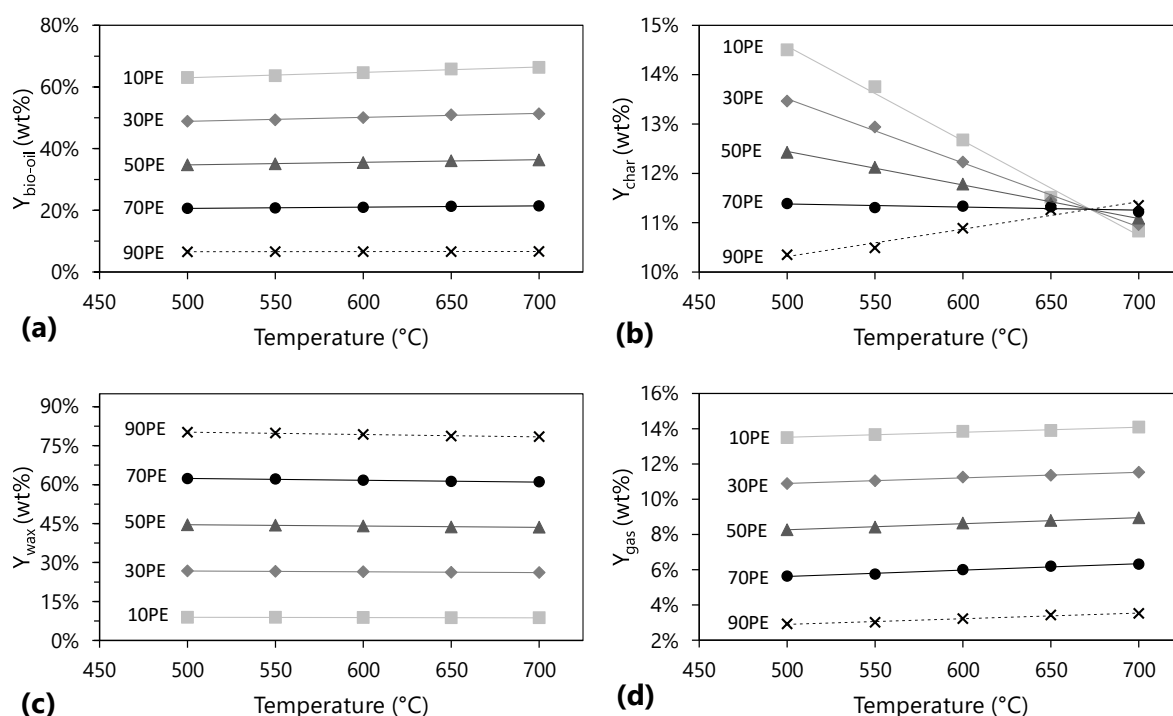 80%
60%
40%
20%
0%
Y bio-oil (wt%)
10PE
30PE
50PE
70PE
90PE
450 500 550 600 650 700
Temperature (°C)
(a)
15%
14%
13%
12%
11%
10%
Y char (wt%)
10PE
30PE
50PE
70PE
90PE
450 500 550 600 650 700
Temperature (°C)
(b)
90%
75%
60%
45%
30%
15%
0%
Y wax (wt%)
90PE
70PE
50PE
30PE
10PE
450 500 550 600 650 700
Temperature (°C)
(c)
16%
14%
12%
10%
8%
6%
4%
2%
Y gas (wt%)
10PE
30PE
50PE
70PE
90PE
450 500 550 600 650 700
Temperature (°C)
(d)